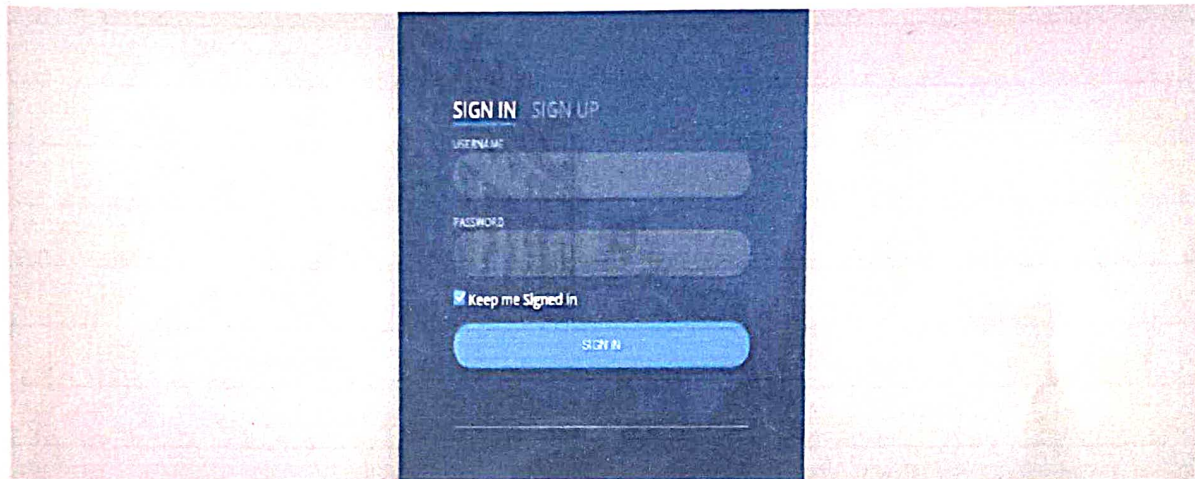 SIGN IN SIGN UP
USERNAME
PASSWORD
Keep me Signed in
SIGN IN